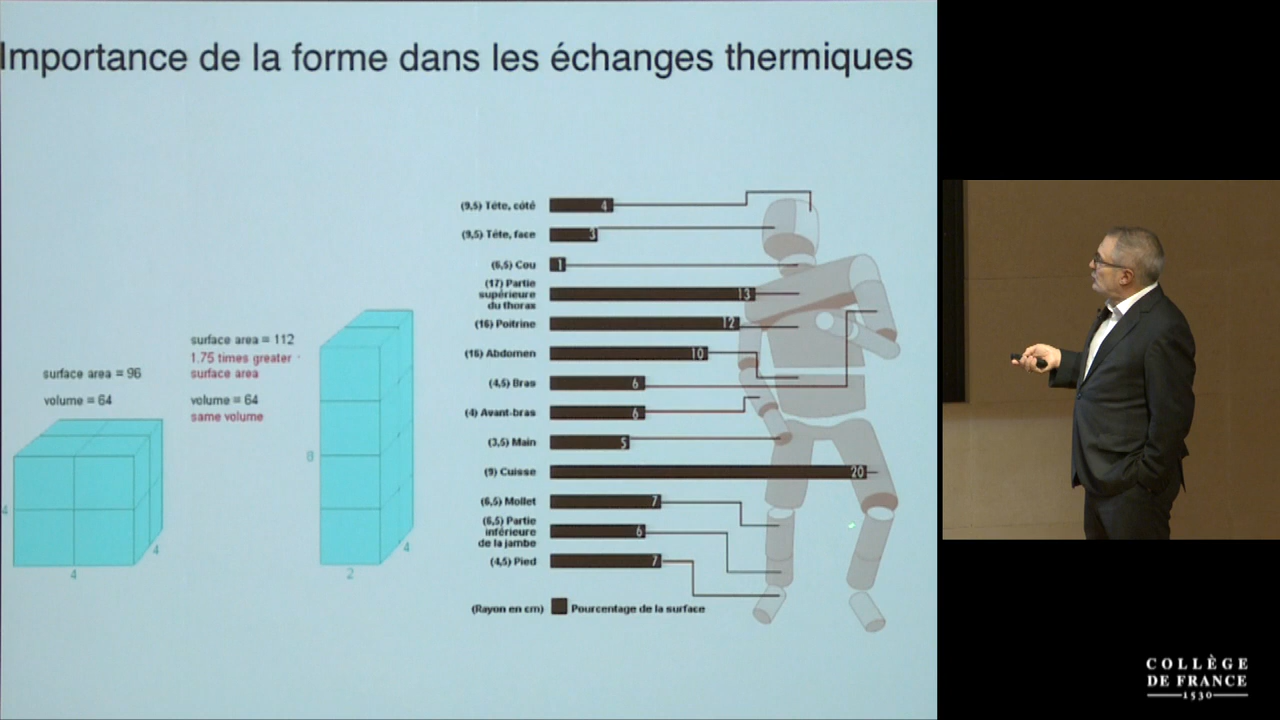 Importance de la forme dans les échanges thermiques
surface area = 96
volume = 64
4
4
4
surface area = 112
1.75 times greater
surface area
volume = 64
same volume
8
4
2
(9,5) Tête, côté 4
(9,5) Tête, face 3
(6,5) Cou 1
(17) Partie
supérieure
du thorax 13
(16) Poitrine 12
(16) Abdomen 10
(4,5) Bras 6
(4) Avant-bras 6
(3,5) Main 5
(9) Cuisse 20
(6,5) Mollet 7
(6,5) Partie
inférieure
de la jambe 6
(4,5) Pied 7
(Rayon en cm) Pourcentage de la surface
COLLÈGE
DE FRANCE
1530